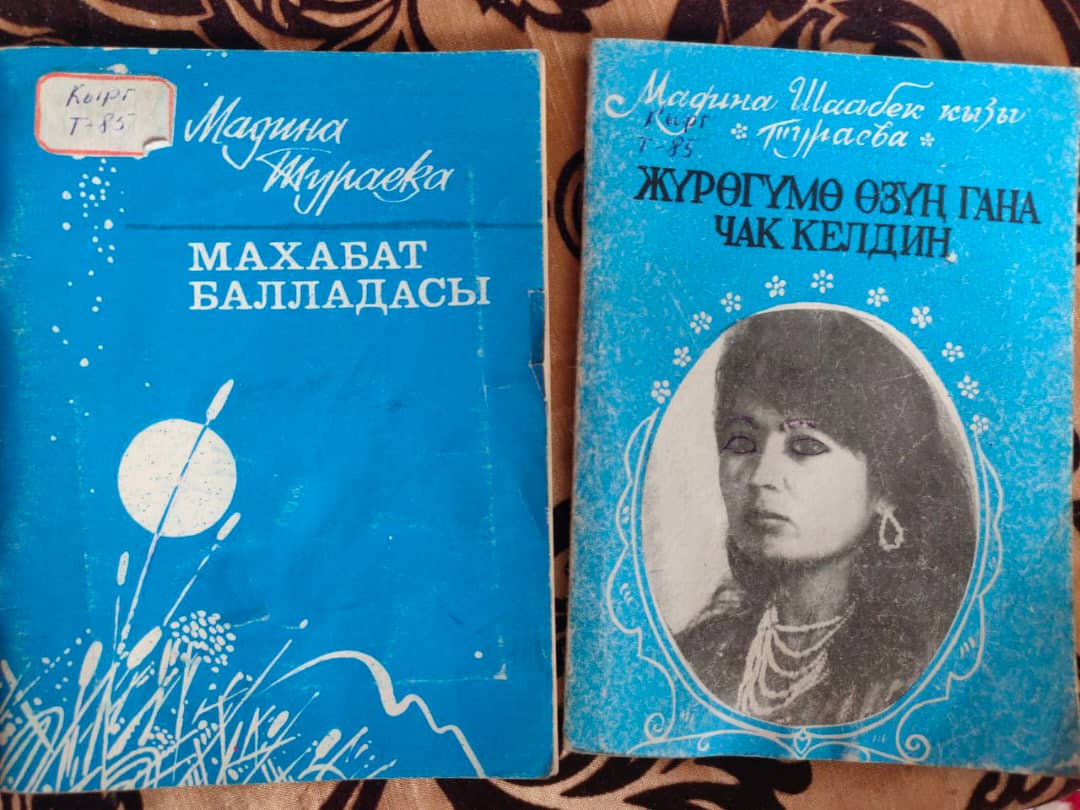 Кырг
Т-85
Мадина
Тураева
МАХАБАТ
БАЛЛАДАСЫ
Мадина Шаабек кызы
Тураева
Кырг
Т-85
ЖҮРӨГҮМӨ ӨЗҮҢ ГАНА
ЧАК КЕЛДИҢ